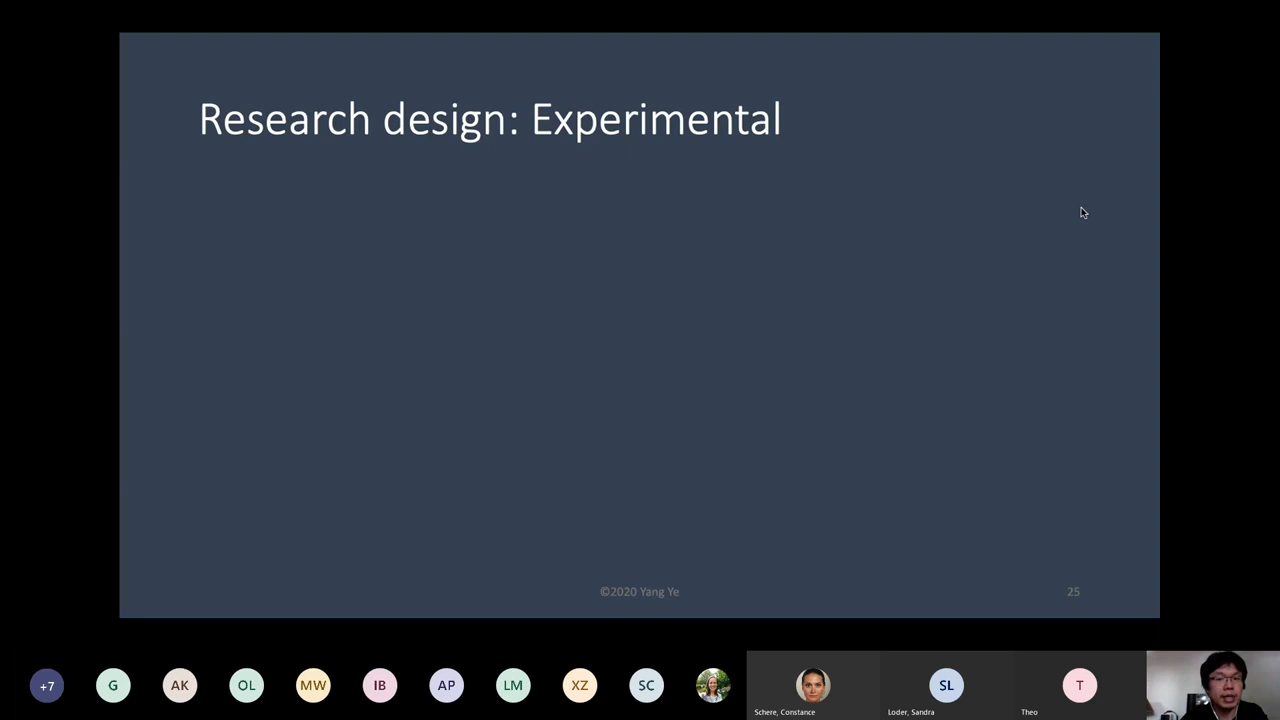 Research design: Experimental
©2020 Yang Ye
25
+7
G
AK
OL
MW
IB
AP
LM
XZ
SC
SL
T
Schere, Constance
Loder, Sandra
Theo